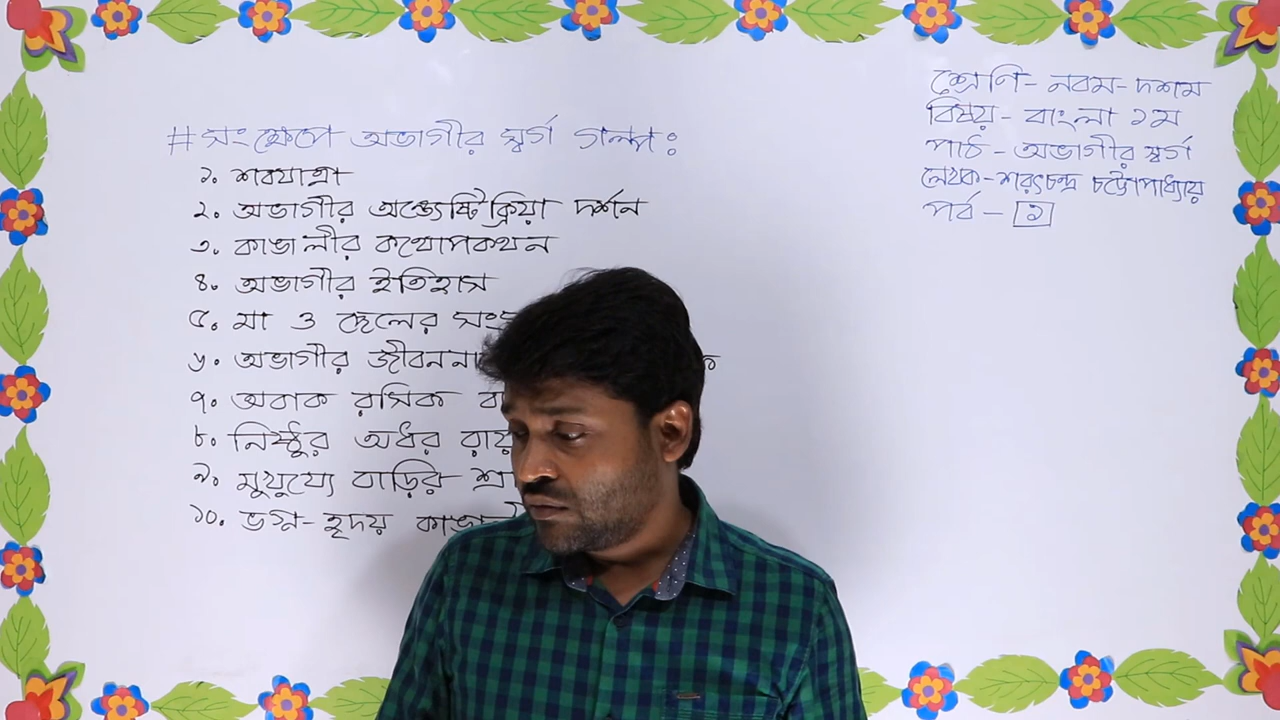 # সংক্ষেপে অভাগীর স্বর্গ গল্প :
১. শবযাত্রা
২. অভাগীর অন্ত্যেষ্টিক্রিয়া দর্শন
৩. কাঙালীর কথোপকথন
৪. অভাগীর ইতিহাস
৫. মা ও ছেলের
৬. অভাগীর
৭. অবাক রসিক
৮. নিষ্ঠুর অধর রায়
৯. মুখুয্যে বাড়ির
১০. ভগ্ন-হৃদয়
শ্রেণি - নবম - দশম
বিষয় - বাংলা ১ম
পাঠ - অভাগীর স্বর্গ
লেখক - শরৎচন্দ্র চট্টোপাধ্যায়
পর্ব - ১